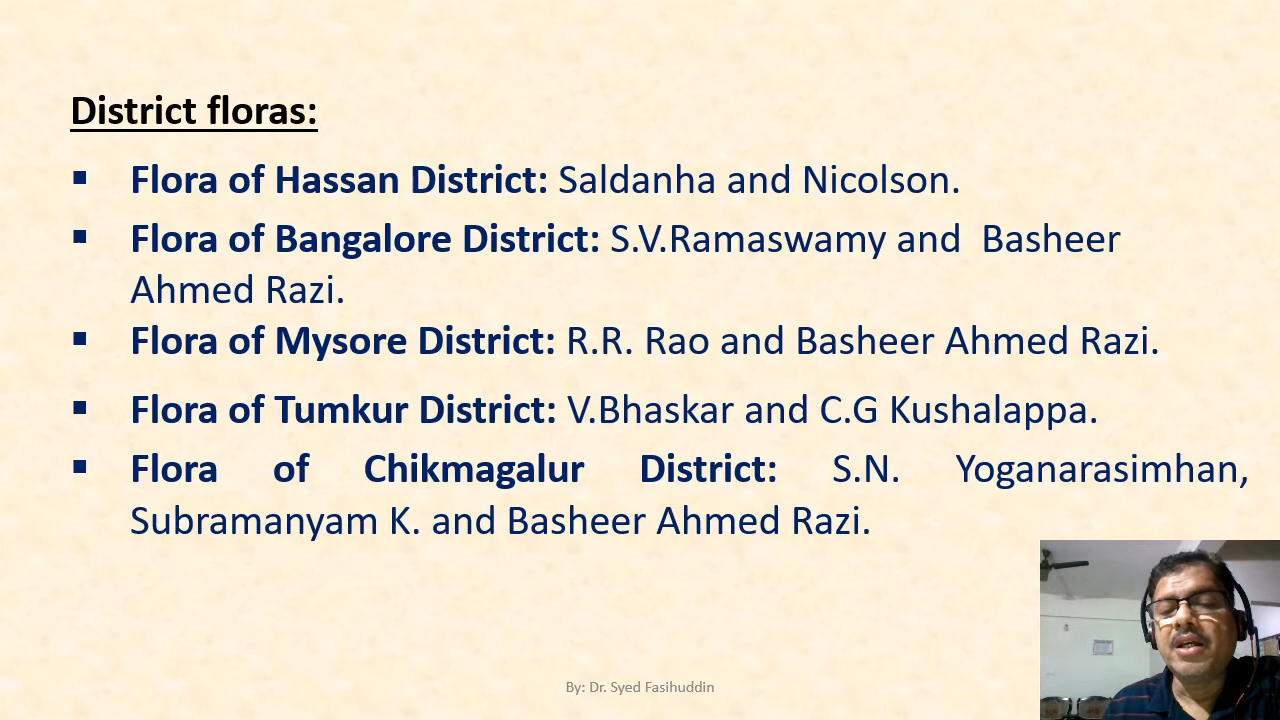 District floras:
▪ Flora of Hassan District: Saldanha and Nicolson.
▪ Flora of Bangalore District: S.V.Ramaswamy and Basheer
Ahmed Razi.
▪ Flora of Mysore District: R.R. Rao and Basheer Ahmed Razi.
▪ Flora of Tumkur District: V.Bhaskar and C.G Kushalappa.
▪ Flora of Chikmagalur District: S.N. Yoganarasimhan,
Subramanyam K. and Basheer Ahmed Razi.
By: Dr. Syed Fasihuddin